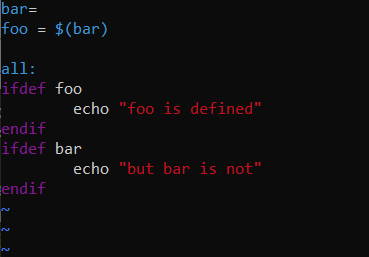 bar=
foo = $(bar)
all:
ifdef foo
echo "foo is defined"
endif
ifdef bar
echo "but bar is not"
endif
~
~
~